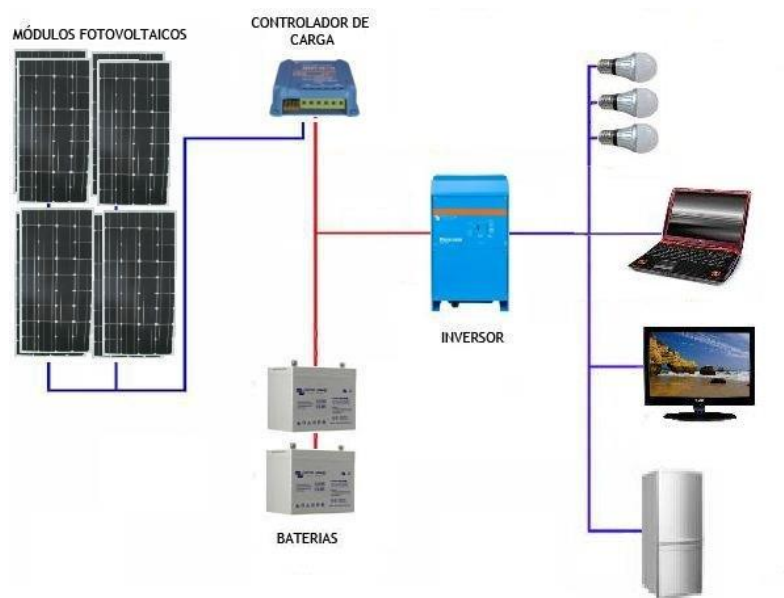 MÓDULOS FOTOVOLTAICOS
CONTROLADOR DE
CARGA
INVERSOR
BATERIAS